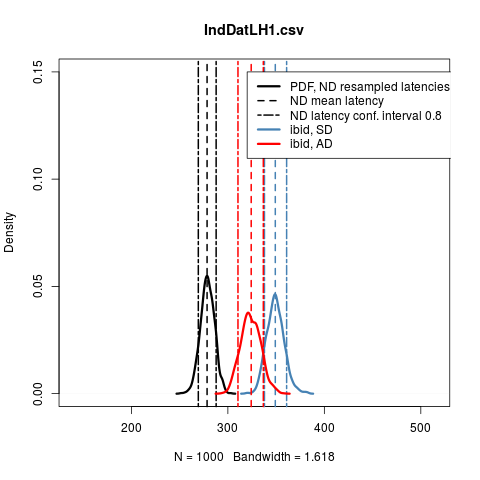 IndDatLH1.csv
PDF, ND resampled latencies
ND mean latency
ND latency conf. interval 0.8
ibid, SD
ibid, AD
Density
0.15
0.10
0.05
0.00
200 300 400 500
N = 1000 Bandwidth = 1.618